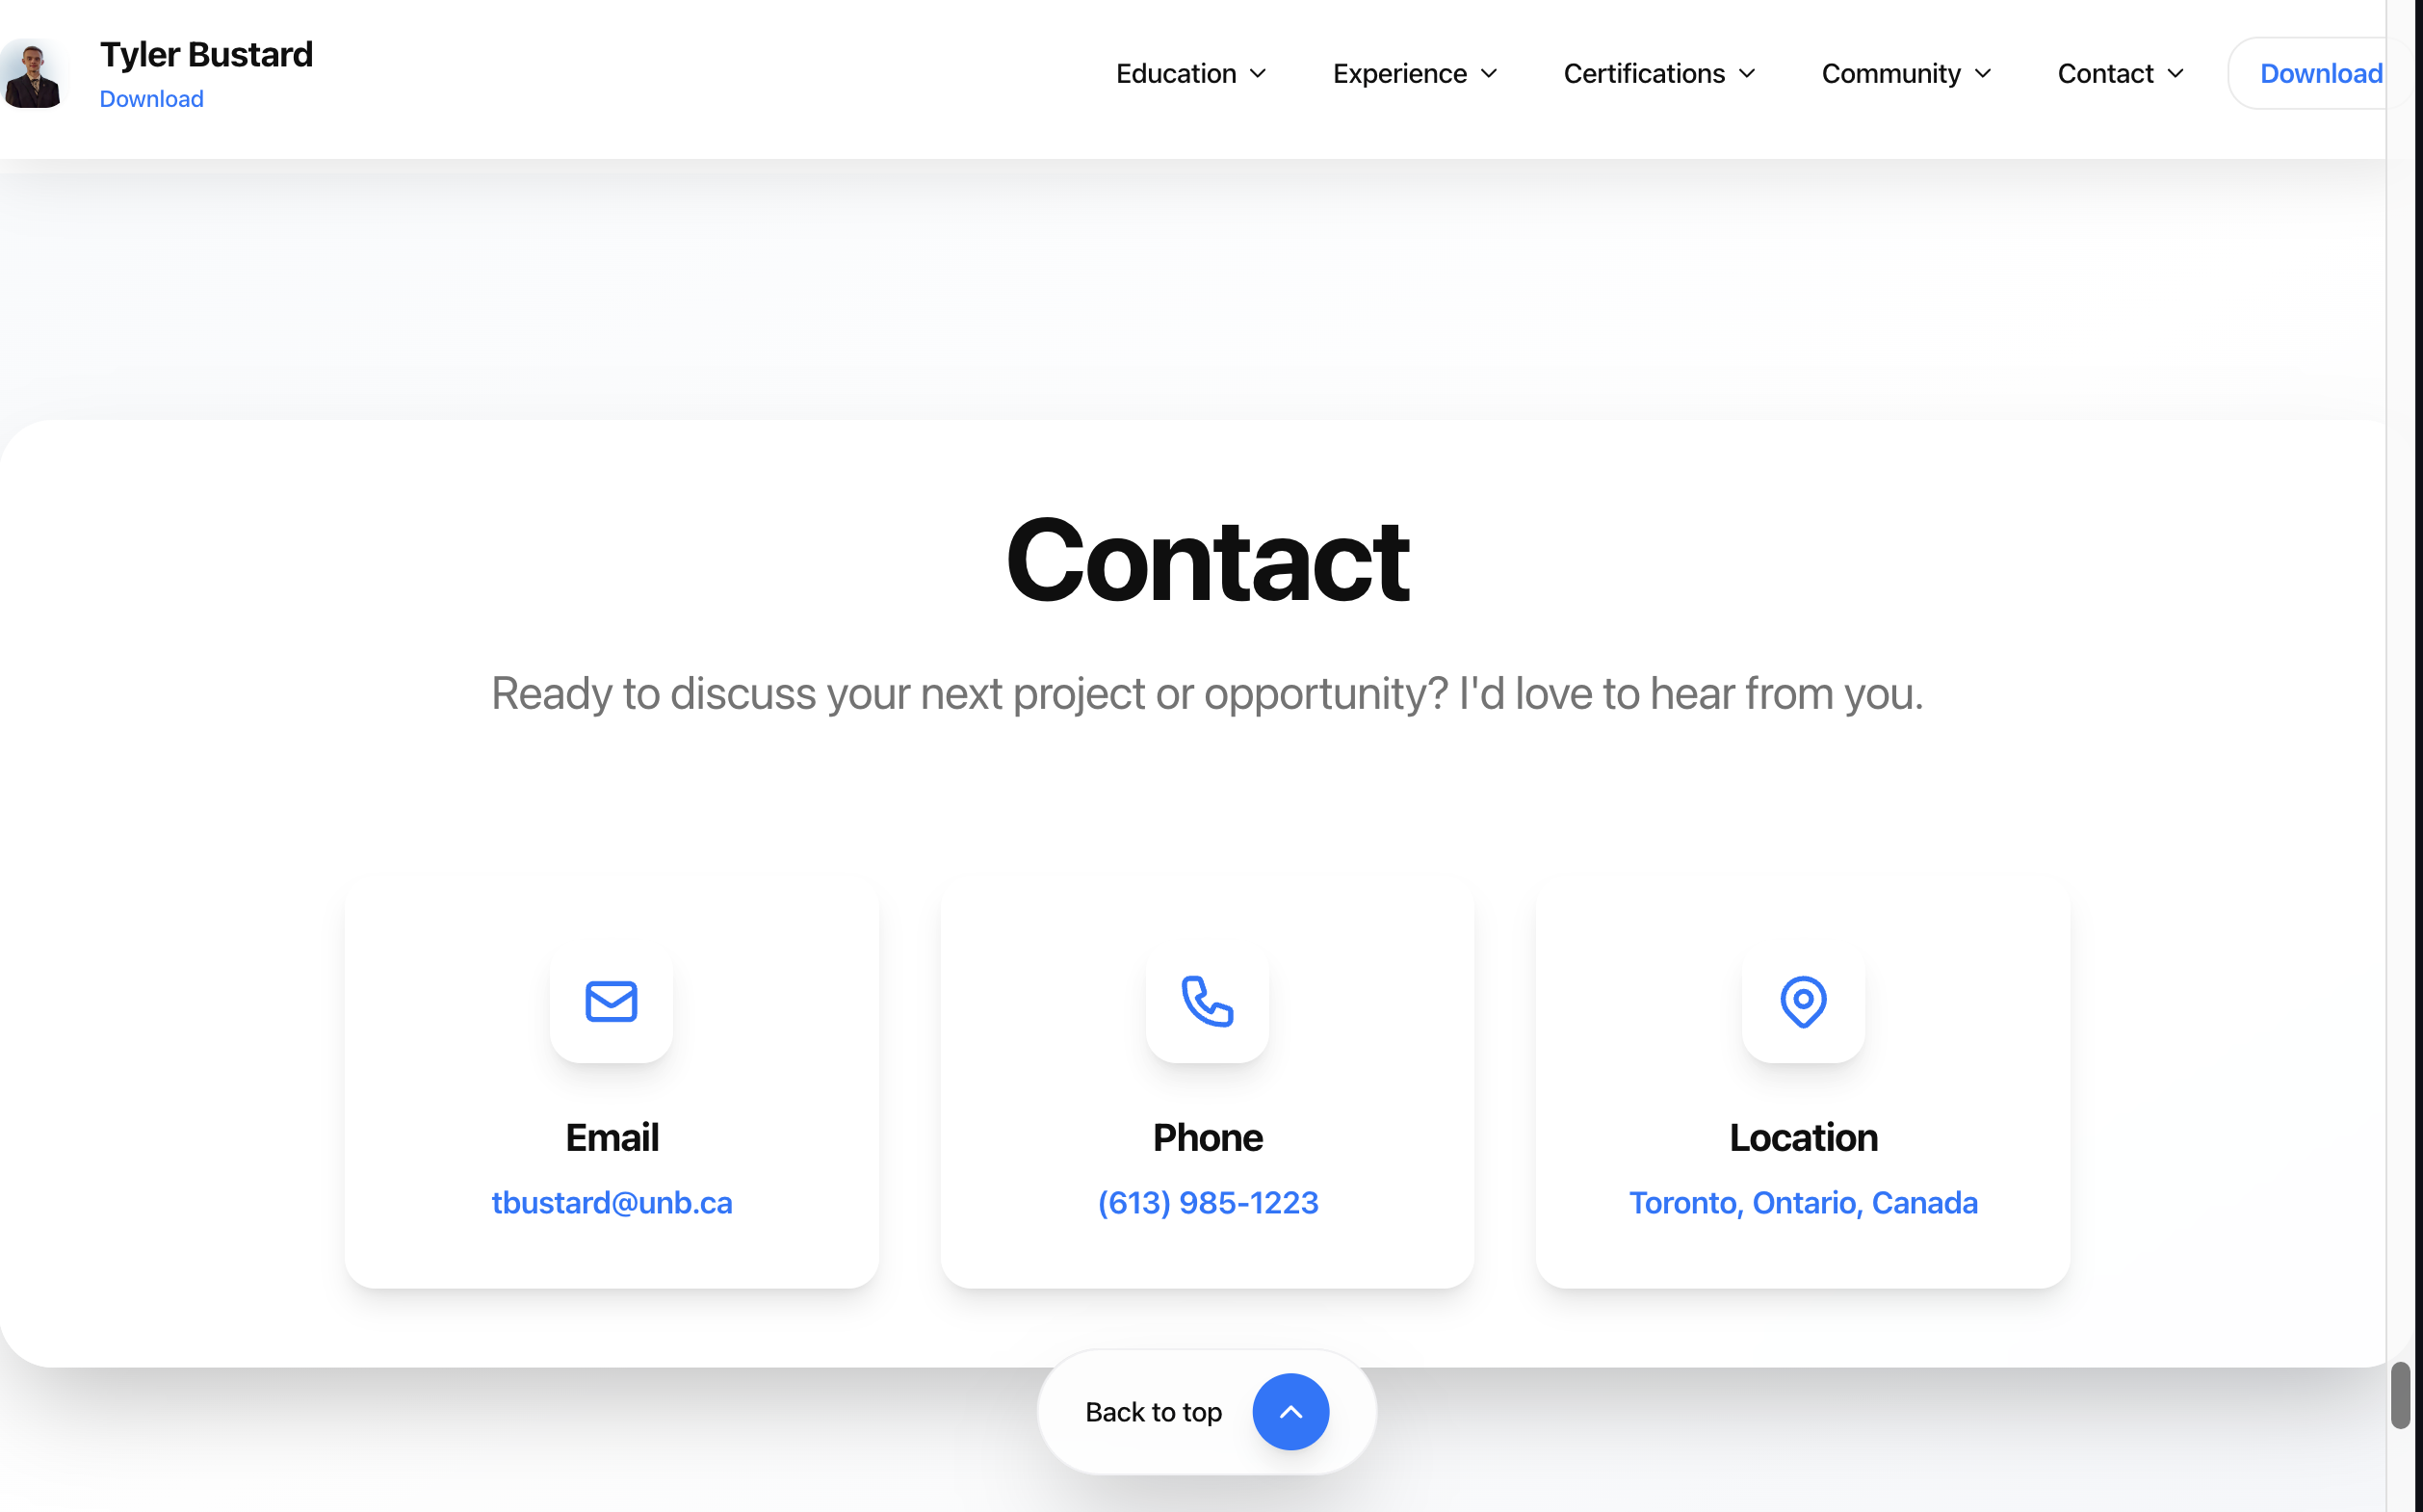 Tyler Bustard
Download
Education
Experience
Certifications
Community
Contact
Download
Contact
Ready to discuss your next project or opportunity? I'd love to hear from you.
Email
tbustard@unb.ca
Phone
(613) 985-1223
Location
Toronto, Ontario, Canada
Back to top